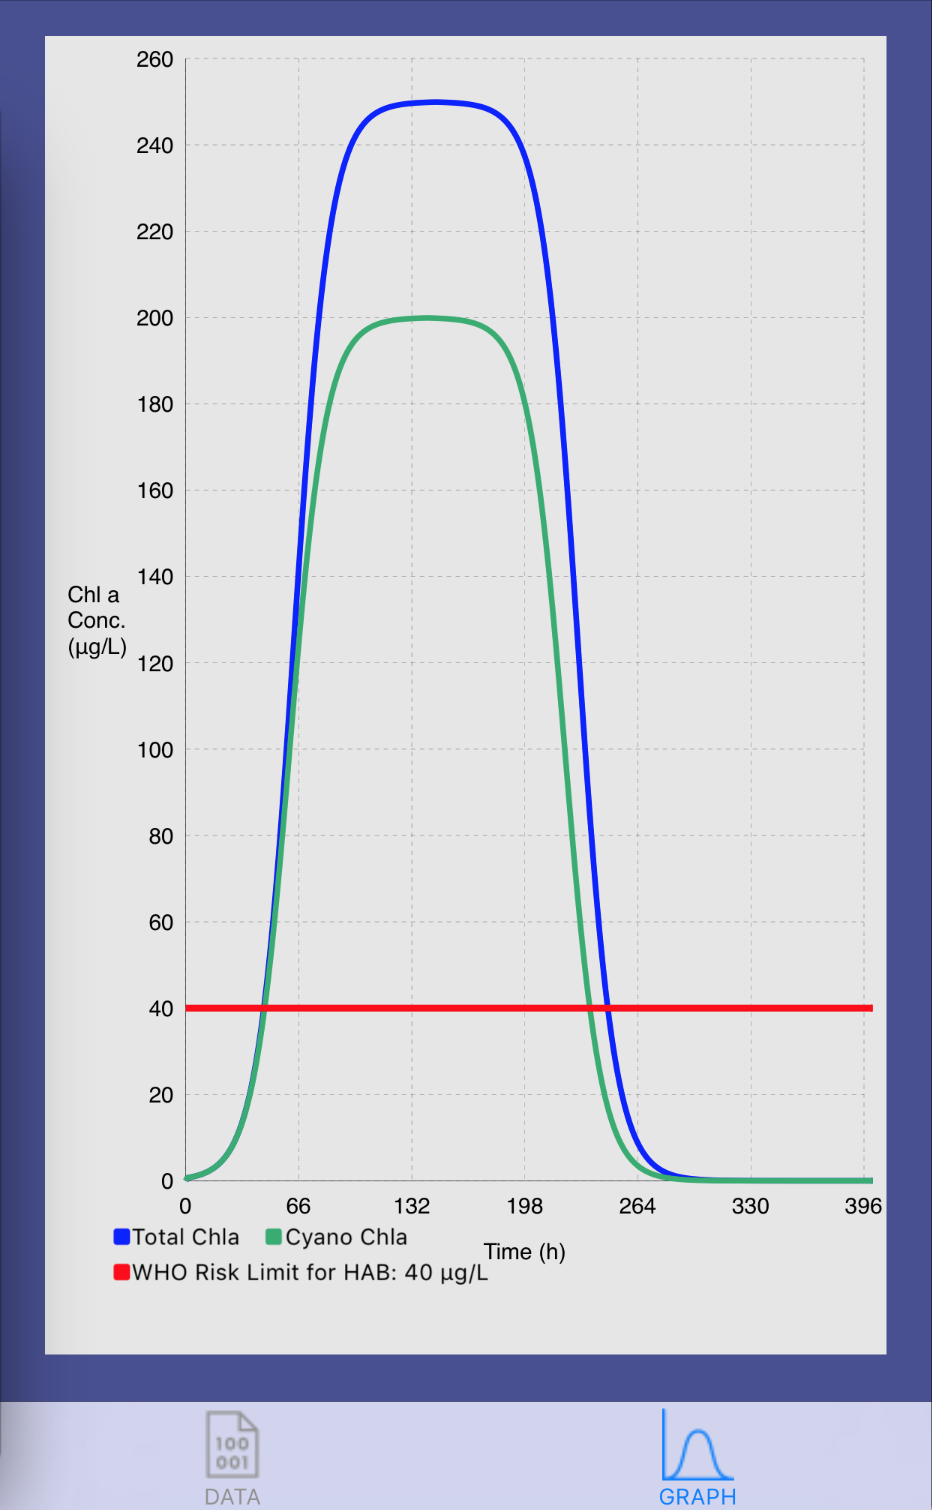 260
240
220
200
180
160
140
Chl a
Conc.
(µg/L)
120
100
80
60
40
20
0
0 66 132 198 264 330 396
Total Chla Cyano Chla
Time (h)
WHO Risk Limit for HAB: 40 µg/L
100
001
DATA GRAPH